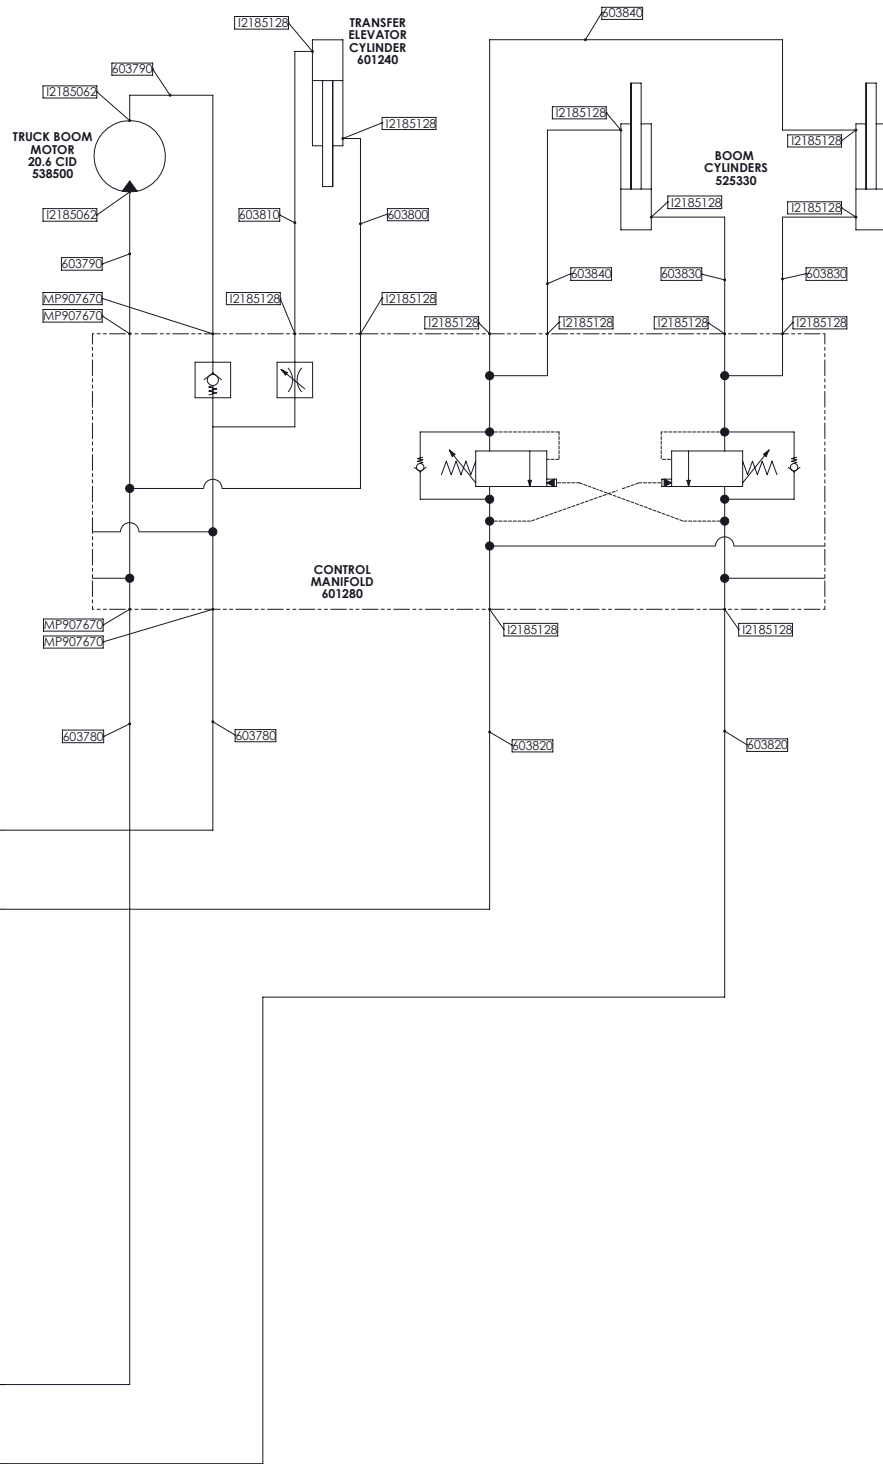 603840
I2185128
TRANSFER
ELEVATOR
CYLINDER
601240
603790
I2185062
TRUCK BOOM
MOTOR
20.6 CID
538500
I2185128
I2185128
I2185128
BOOM
CYLINDERS
525330
I2185062
603810
603800
I2185128
I2185128
603790
603840
603830
603830
MP907670
MP907670
I2185128
I2185128
I2185128
I2185128
I2185128
I2185128
CONTROL
MANIFOLD
601280
MP907670
MP907670
I2185128
I2185128
603780
603780
603820
603820